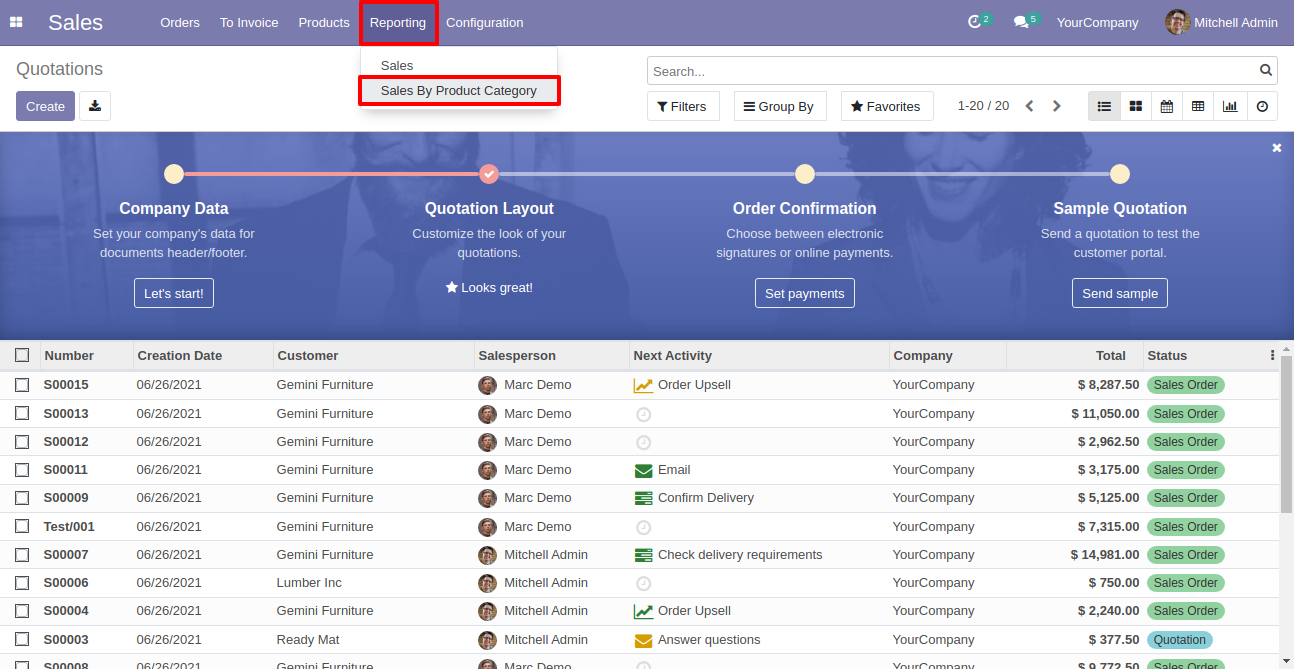 Sales Orders To Invoice Products Reporting Configuration 2 5 YourCompany Mitchell Admin
Sales
Sales By Product Category
Quotations
Search...
Create
Filters Group By Favorites 1-20 / 20
Company Data
Set your company's data for
documents header/footer.
Let's start!
Quotation Layout
Customize the look of your
quotations.
Looks great!
Order Confirmation
Choose between electronic
signatures or online payments.
Set payments
Sample Quotation
Send a quotation to test the
customer portal.
Send sample
Number Creation Date Customer Salesperson Next Activity Company Total Status
S00015 06/26/2021 Gemini Furniture Marc Demo Order Upsell YourCompany $ 8,287.50 Sales Order
S00013 06/26/2021 Gemini Furniture Marc Demo YourCompany $ 11,050.00 Sales Order
S00012 06/26/2021 Gemini Furniture Marc Demo YourCompany $ 2,962.50 Sales Order
S00011 06/26/2021 Gemini Furniture Marc Demo Email YourCompany $ 3,175.00 Sales Order
S00009 06/26/2021 Gemini Furniture Marc Demo Confirm Delivery YourCompany $ 5,125.00 Sales Order
Test/001 06/26/2021 Gemini Furniture Marc Demo YourCompany $ 7,315.00 Sales Order
S00007 06/26/2021 Gemini Furniture Mitchell Admin Check delivery requirements YourCompany $ 14,981.00 Sales Order
S00006 06/26/2021 Lumber Inc Mitchell Admin YourCompany $ 750.00 Sales Order
S00004 06/26/2021 Gemini Furniture Mitchell Admin Order Upsell YourCompany $ 2,240.00 Sales Order
S00003 06/26/2021 Ready Mat Mitchell Admin Answer questions YourCompany $ 377.50 Quotation
S00008 06/26/2021 Gemini Furniture Mitchell Admin YourCompany $ 9,772.50 Sales Order